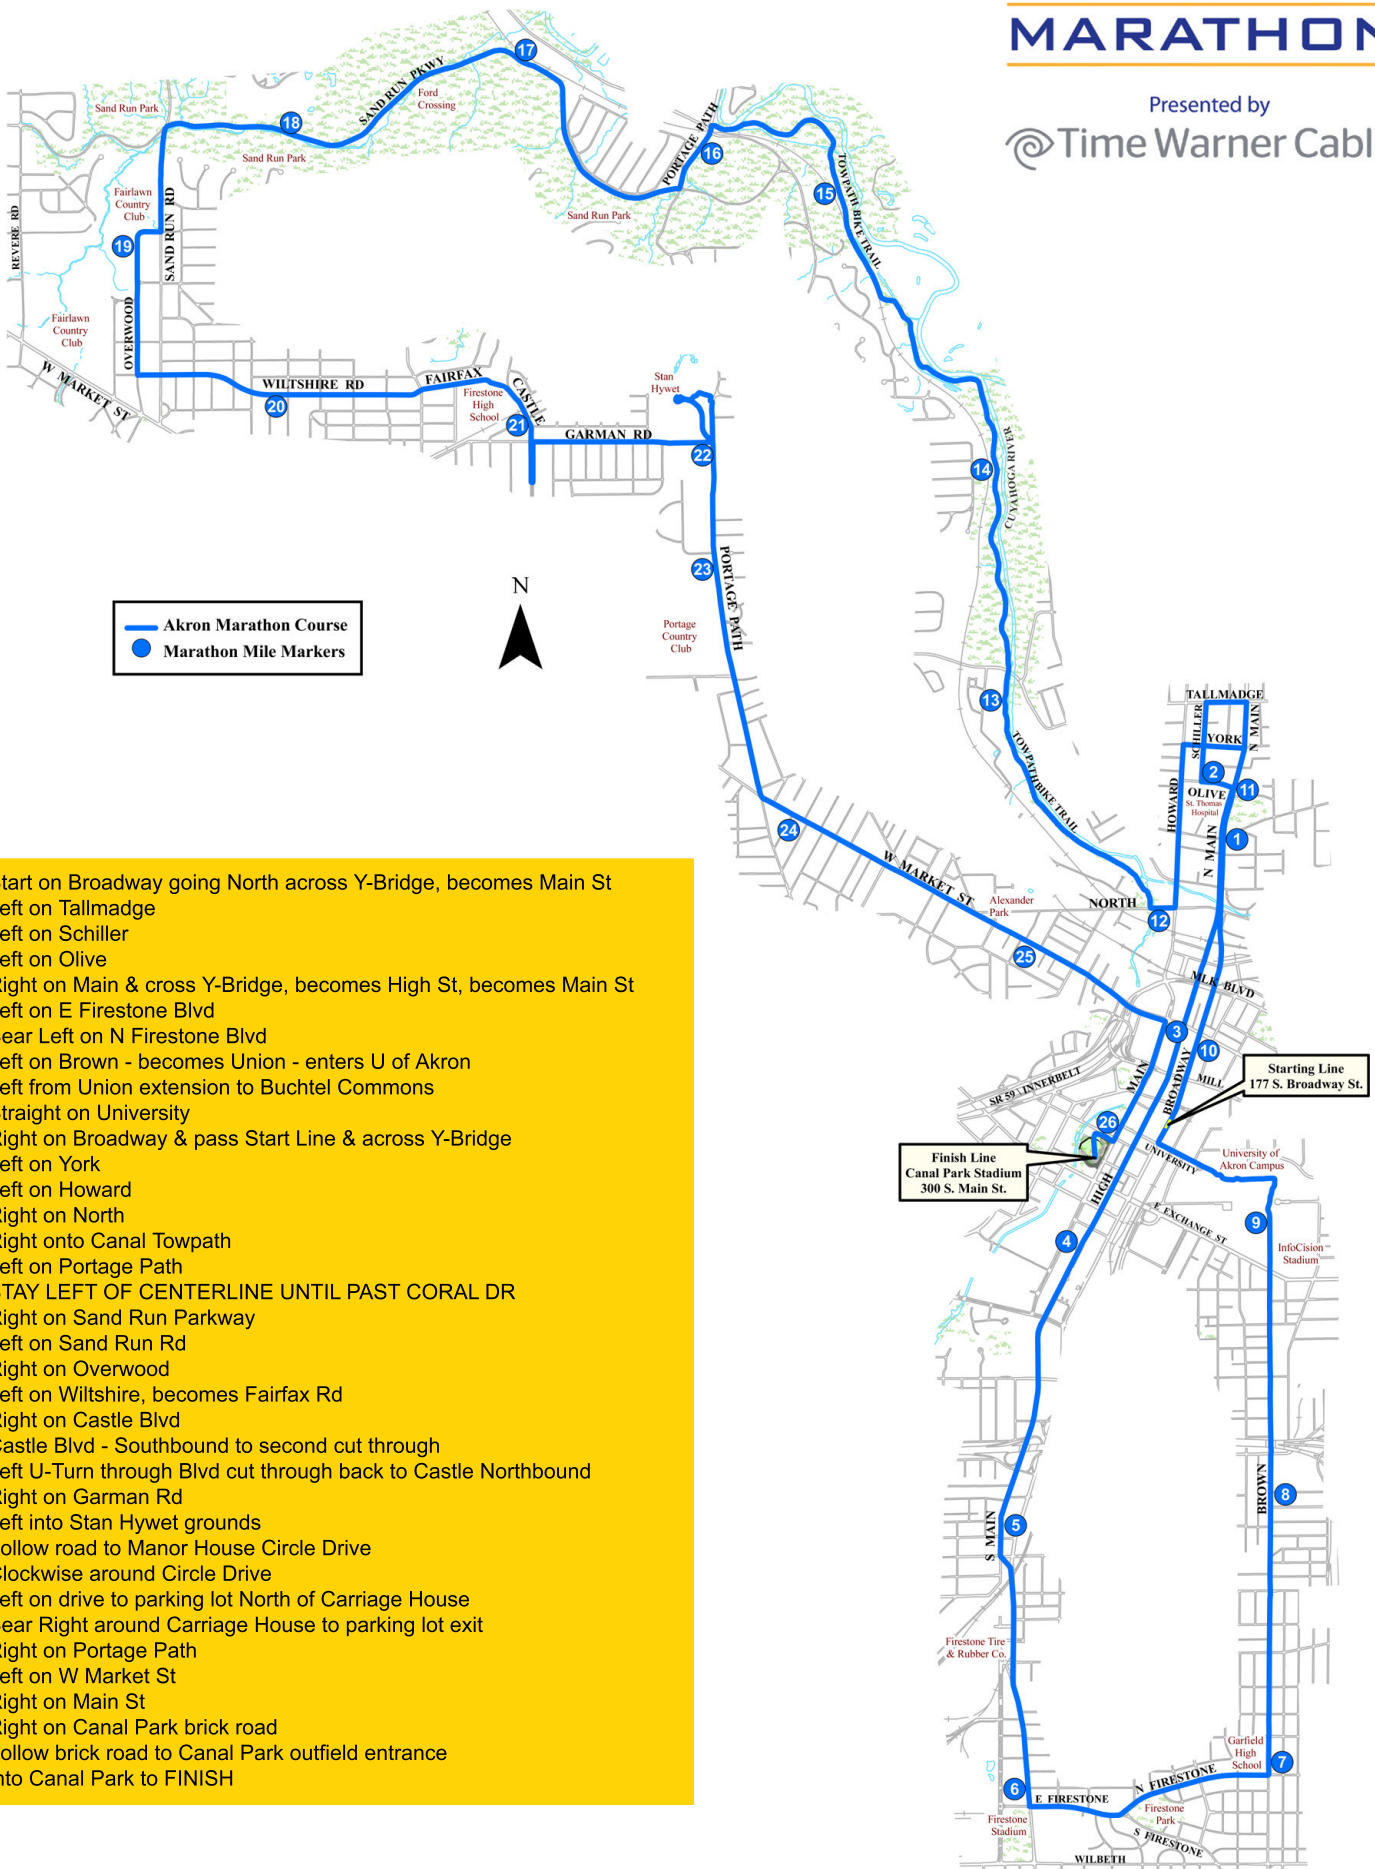 MARATHON
Presented by
Time Warner Cabl
17
SAND RUN PKWY
Ford
Crossing
Sand Run Park
18
Sand Run Park
PORTAGE PATH
16
15
TOWPATH BIKE TRAIL
Sand Run Park
Fairlawn
Country
Club
SAND RUN RD
REVERE RD
19
OVERWOOD
Fairlawn
Country
Club
W MARKET ST
WILTSHIRE RD
20
FAIRFAX
CASTLE
Firestone
High
School
21
Stan
Hywet
GARMAN RD
22
14
CUYAHOGA RIVER
N
23
PORTAGE PATH
Portage
Country
Club
Akron Marathon Course
Marathon Mile Markers
13
TOWPATH BIKE TRAIL
TALLMADGE
SCHILLER
N MAIN
YORK
2
11
OLIVE
St. Thomas
Hospital
HOWARD
N MAIN
1
24
W MARKET ST
Alexander
Park
NORTH
12
25
MLK BLVD
3
10
BROADWAY
MILL
MAIN
SR 59 / INNERBELT
Starting Line
177 S. Broadway St.
26
Finish Line
Canal Park Stadium
300 S. Main St.
UNIVERSITY
University of
Akron Campus
HIGH
E EXCHANGE ST
9
4
InfoCision
Stadium
BROWN
8
S MAIN
5
Firestone Tire
& Rubber Co.
Garfield
High
School
7
6
E FIRESTONE
N FIRESTONE
Firestone
Park
Firestone
Stadium
S FIRESTONE
WILBETH
tart on Broadway going North across Y-Bridge, becomes Main St
eft on Tallmadge
eft on Schiller
eft on Olive
ight on Main & cross Y-Bridge, becomes High St, becomes Main St
eft on E Firestone Blvd
ear Left on N Firestone Blvd
eft on Brown - becomes Union - enters U of Akron
eft from Union extension to Buchtel Commons
traight on University
ight on Broadway & pass Start Line & across Y-Bridge
eft on York
eft on Howard
ight on North
ight onto Canal Towpath
eft on Portage Path
TAY LEFT OF CENTERLINE UNTIL PAST CORAL DR
ight on Sand Run Parkway
eft on Sand Run Rd
ight on Overwood
eft on Wiltshire, becomes Fairfax Rd
ight on Castle Blvd
astle Blvd - Southbound to second cut through
eft U-Turn through Blvd cut through back to Castle Northbound
ight on Garman Rd
eft into Stan Hywet grounds
ollow road to Manor House Circle Drive
lockwise around Circle Drive
eft on drive to parking lot North of Carriage House
ear Right around Carriage House to parking lot exit
ight on Portage Path
eft on W Market St
ight on Main St
ight on Canal Park brick road
ollow brick road to Canal Park outfield entrance
nto Canal Park to FINISH